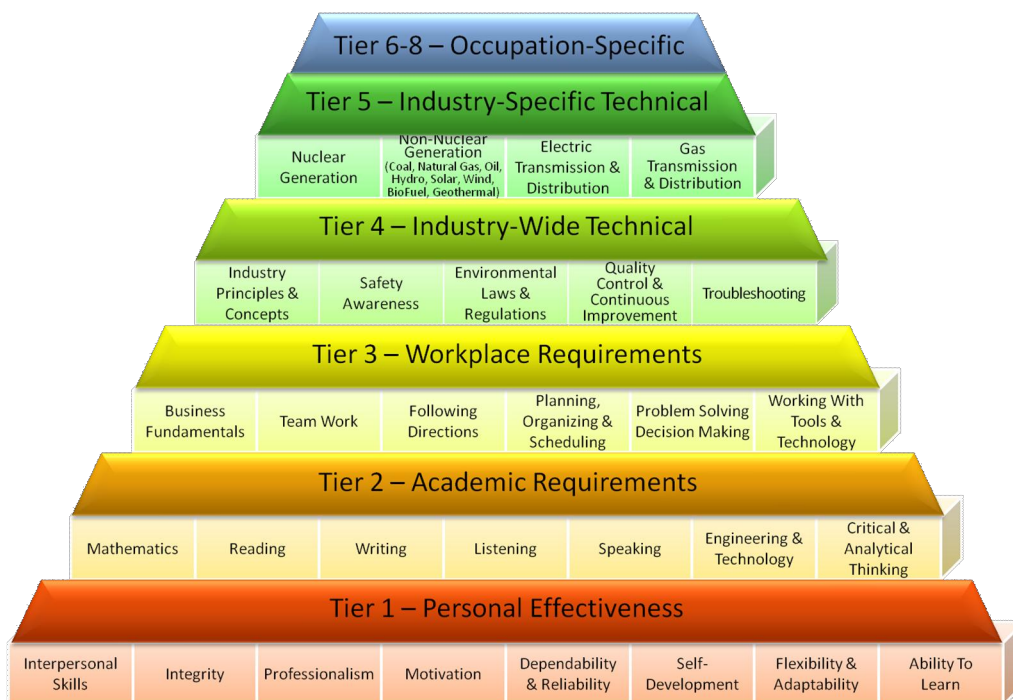 Tier 6-8 – Occupation-Specific
Tier 5 – Industry-Specific Technical
Nuclear
Generation
Non-Nuclear
Generation
(Coal, Natural Gas, Oil,
Hydro, Solar, Wind,
BioFuel, Geothermal)
Electric
Transmission &
Distribution
Gas
Transmission
& Distribution
Tier 4 – Industry-Wide Technical
Industry
Principles &
Concepts
Safety
Awareness
Environmental
Laws &
Regulations
Quality
Control &
Continuous
Improvement
Troubleshooting
Tier 3 – Workplace Requirements
Business
Fundamentals
Team Work
Following
Directions
Planning,
Organizing &
Scheduling
Problem Solving
Decision Making
Working With
Tools &
Technology
Tier 2 – Academic Requirements
Mathematics
Reading
Writing
Listening
Speaking
Engineering &
Technology
Critical &
Analytical
Thinking
Tier 1 – Personal Effectiveness
Interpersonal
Skills
Integrity
Professionalism
Motivation
Dependability
& Reliability
Self-
Development
Flexibility &
Adaptability
Ability To
Learn